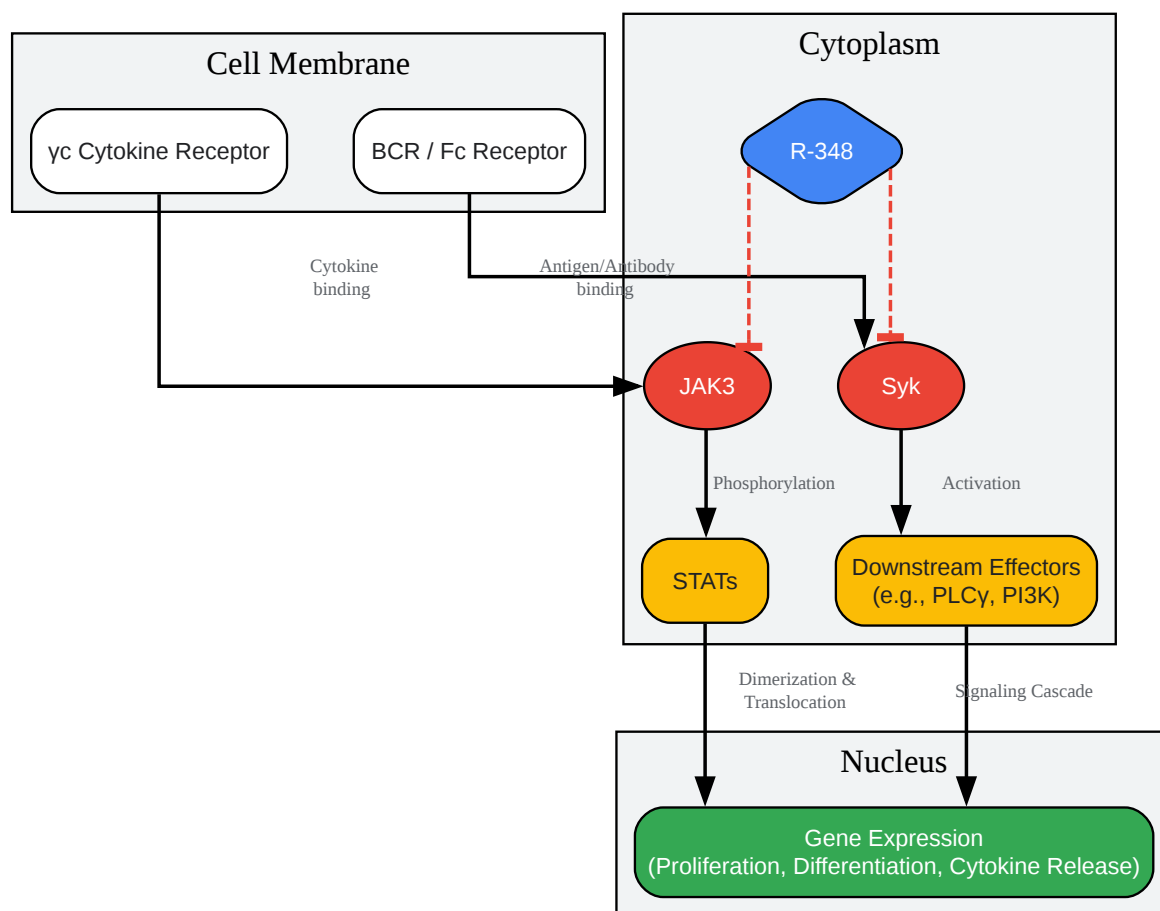 Cell Membrane
γc Cytokine Receptor
BCR / Fc Receptor
Cytoplasm
R-348
Cytokine
binding
Antigen/Antibody
binding
JAK3
Syk
Phosphorylation
Activation
STATs
Downstream Effectors
(e.g., PLCγ, PI3K)
Dimerization &
Translocation
Signaling Cascade
Nucleus
Gene Expression
(Proliferation, Differentiation, Cytokine Release)